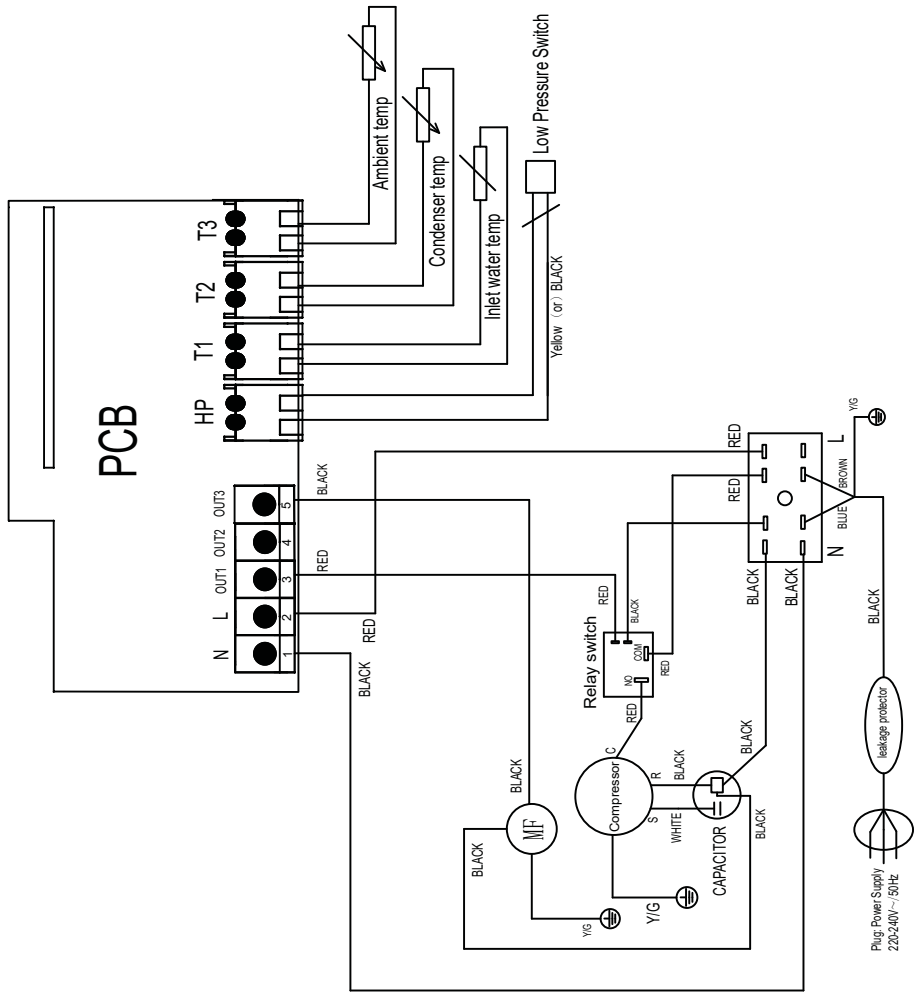 PCB
N
L
OUT1
OUT2
OUT3
1
2
3
4
5
HP
T1
T2
T3
Ambient temp
Condenser temp
Inlet water temp
Low Pressure Switch
Yellow（or）BLACK
BLACK
RED
RED
BLACK
Relay switch
RED
BLACK
NO
COM
RED
RED
BLACK
BLACK
MF
Y/G
Compressor
C
R
S
BLACK
WHITE
Y/G
CAPACITOR
BLACK
BLACK
RED
RED
BLACK
BLACK
N
L
BLUE
BROWN
Y/G
BLACK
leakage protector
Plug: Power Supply
220-240V～/50Hz